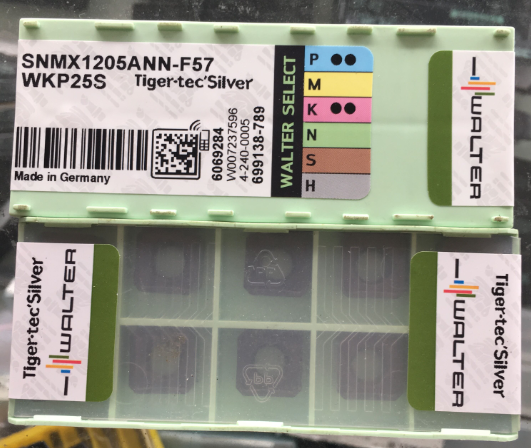 SNMX1205ANN-F57
WKP25S Tiger·tec®Silver
Made in Germany
6069284
W007237596
4-240-0005
699138-789
WALTER SELECT
P ●●
M
K ●●
N
S
H
WALTER
Tiger·tec®Silver
WALTER
WALTER
Tiger·tec®Silver